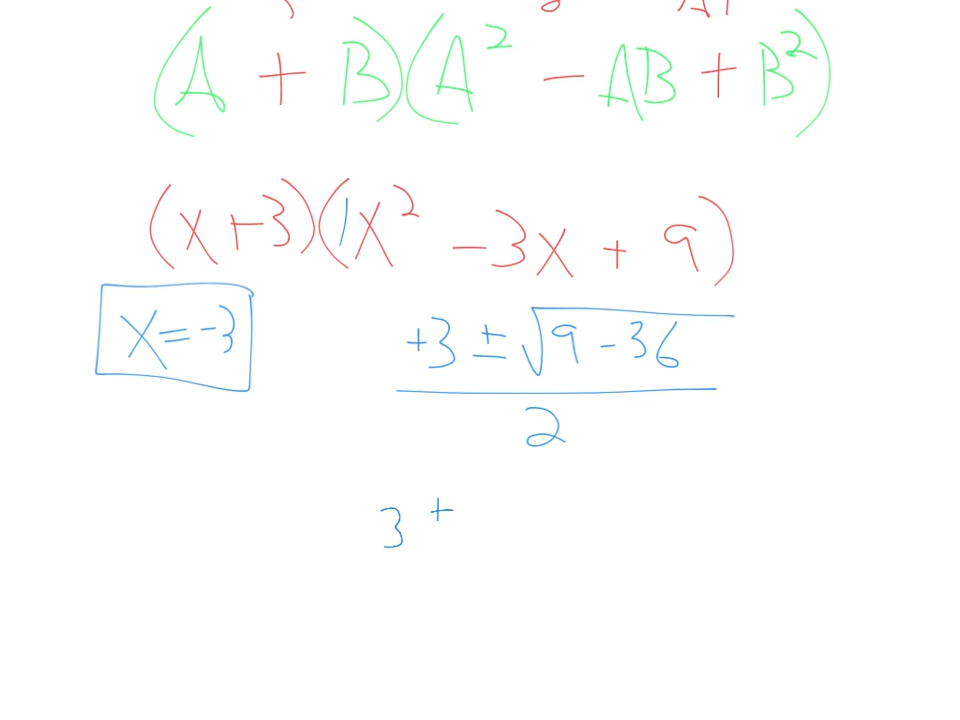 (A + B)(A² - AB + B²)
(x+3)(1x² - 3x + 9)
x = -3
+3 ± √9 - 36
2
3 +